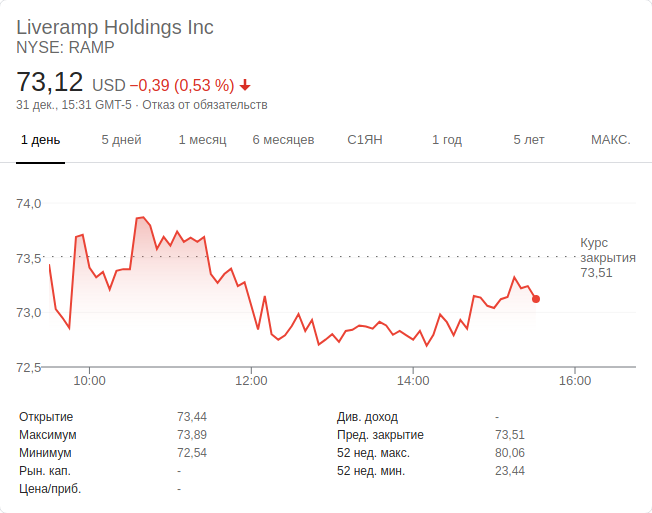 Liveramp Holdings Inc
NYSE: RAMP
73,12 USD −0,39 (0,53 %)
31 дек., 15:31 GMT-5 · Отказ от обязательств
1 день 5 дней 1 месяц 6 месяцев С1ЯН 1 год 5 лет МАКС.
74,0
73,5
73,0
72,5
Курс
закрытия
73,51
10:00 12:00 14:00 16:00
Открытие 73,44 Див. доход -
Максимум 73,89 Пред. закрытие 73,51
Минимум 72,54 52 нед. макс. 80,06
Рын. кап. - 52 нед. мин. 23,44
Цена/приб. -